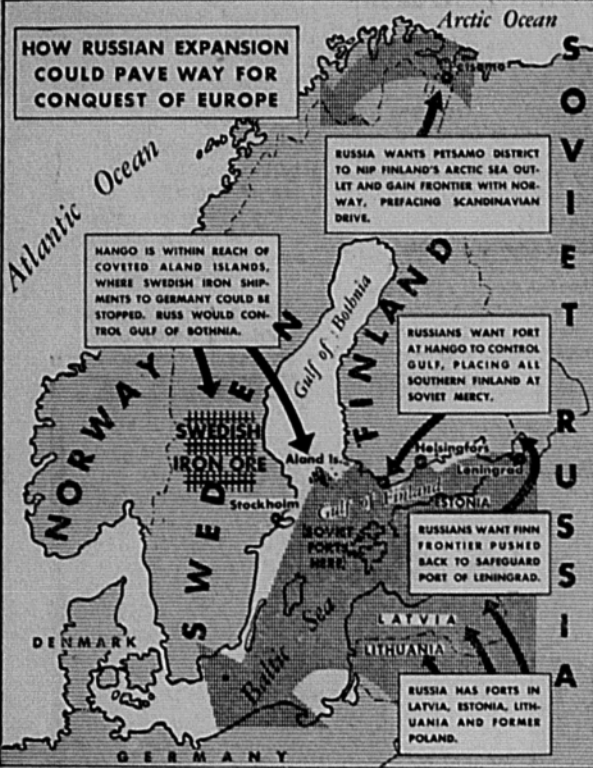 Arctic Ocean
HOW RUSSIAN EXPANSION
COULD PAVE WAY FOR
CONQUEST OF EUROPE
SOVIET RUSSIA
Atlantic Ocean
RUSSIA WANTS PETSAMO DISTRICT
TO NIP FINLAND'S ARCTIC SEA OUT-
LET AND GAIN FRONTIER WITH NOR-
WAY, PREFACING SCANDINAVIAN
DRIVE.
HANGO IS WITHIN REACH OF
COVETED ALAND ISLANDS,
WHERE SWEDISH IRON SHIP-
MENTS TO GERMANY COULD BE
STOPPED. RUSS WOULD CON-
TROL GULF OF BOTHNIA.
Gulf of Bothnia
FINLAND
RUSSIANS WANT FORT
AT HANGO TO CONTROL
GULF, PLACING ALL
SOUTHERN FINLAND AT
SOVIET MERCY.
NORWAY
SWEDEN
SWEDISH
IRON ORE
Aland Is.
Helsingfors
Leningrad
Stockholm
Gulf of Finland
ESTONIA
SOVIET
FORTS
HERE
RUSSIANS WANT FINN
FRONTIER PUSHED
BACK TO SAFEGUARD
PORT OF LENINGRAD.
Baltic Sea
DENMARK
LATVIA
LITHUANIA
RUSSIA HAS FORTS IN
LATVIA, ESTONIA, LITH-
UANIA AND FORMER
POLAND.
GERMANY